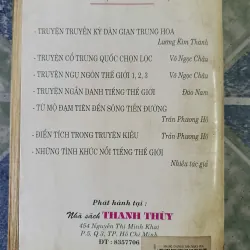 - TRUYỆN TRUYỀN KỲ DÂN GIAN TRUNG HOA
Lương Kim Thanh
- TRUYỆN CỔ TRUNG QUỐC CHỌN LỌC
Võ Ngọc Châu
- TRUYỆN NGỤ NGÔN THẾ GIỚI 1, 2, 3
Võ Ngọc Châu
- TRUYỆN NGẮN DANH TIẾNG THẾ GIỚI
Đào Nam
- TỪ MỘ ĐẠM TIÊN ĐẾN SÔNG TIỀN ĐƯỜNG
Trần Phương Hồ
- ĐIỂN TÍCH TRONG TRUYỆN KIỀU
Trần Phương Hồ
- NHỮNG TÌNH KHÚC NỔI TIẾNG THẾ GIỚI
Nhiều tác giả
Phát hành tại :
Nhà sách THANH THỦY
454 Nguyễn Thị Minh Khai
P.5, Q.3, TP. Hồ Chí Minh
ĐT: 8357706